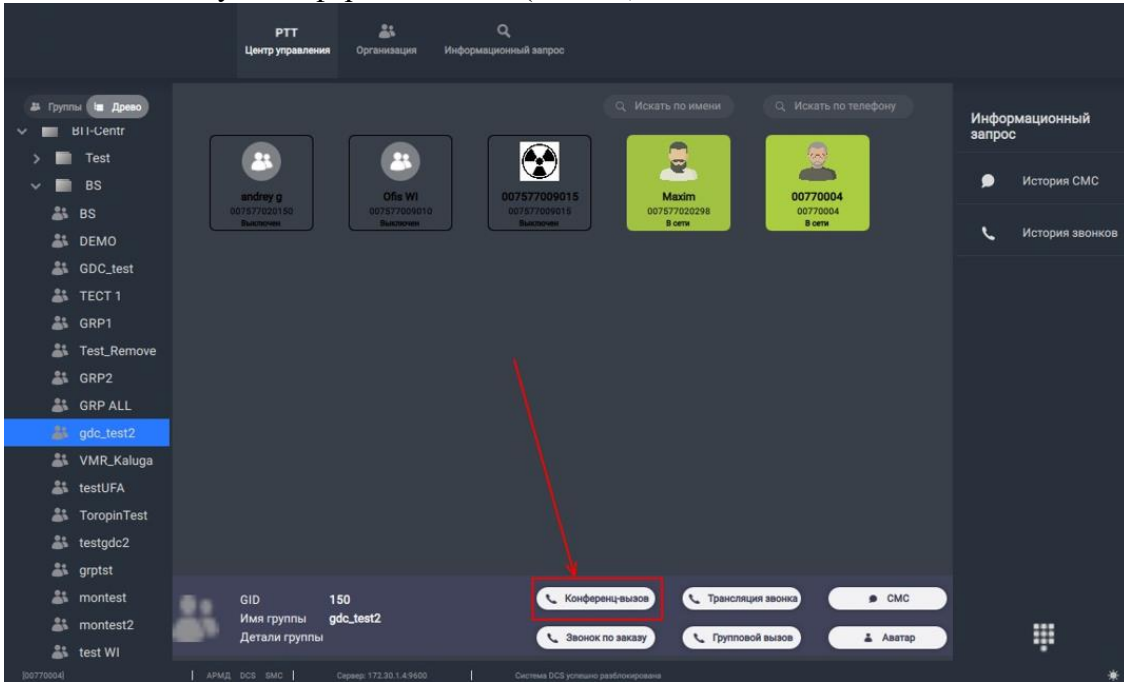 PTT
Центр управления
Организация
Информационный запрос
Группы
Древо
Искать по имени
Искать по телефону
Информационный
запрос
История СМС
История звонков
BIT-Centr
Test
BS
BS
DEMO
GDC_test
ТЕСТ 1
GRP1
Test_Remove
GRP2
GRP ALL
gdc_test2
VMR_Kaluga
testUFA
ToropinTest
testgdc2
grptst
montest
montest2
test WI
andrey g
007577020150
Выключен
Ofis WI
007577009010
Выключен
007577009015
007577009015
Выключен
Maxim
007577020298
В сети
00770004
00770004
В сети
GID 150
Имя группы gdc_test2
Детали группы
Конференц-вызов
Трансляция звонка
СМС
Звонок по заказу
Групповой вызов
Аватар
[00770004]
АРМД DCS SMC
Сервер: 172.30.1.4:9600
Система DCS успешно разблокирована